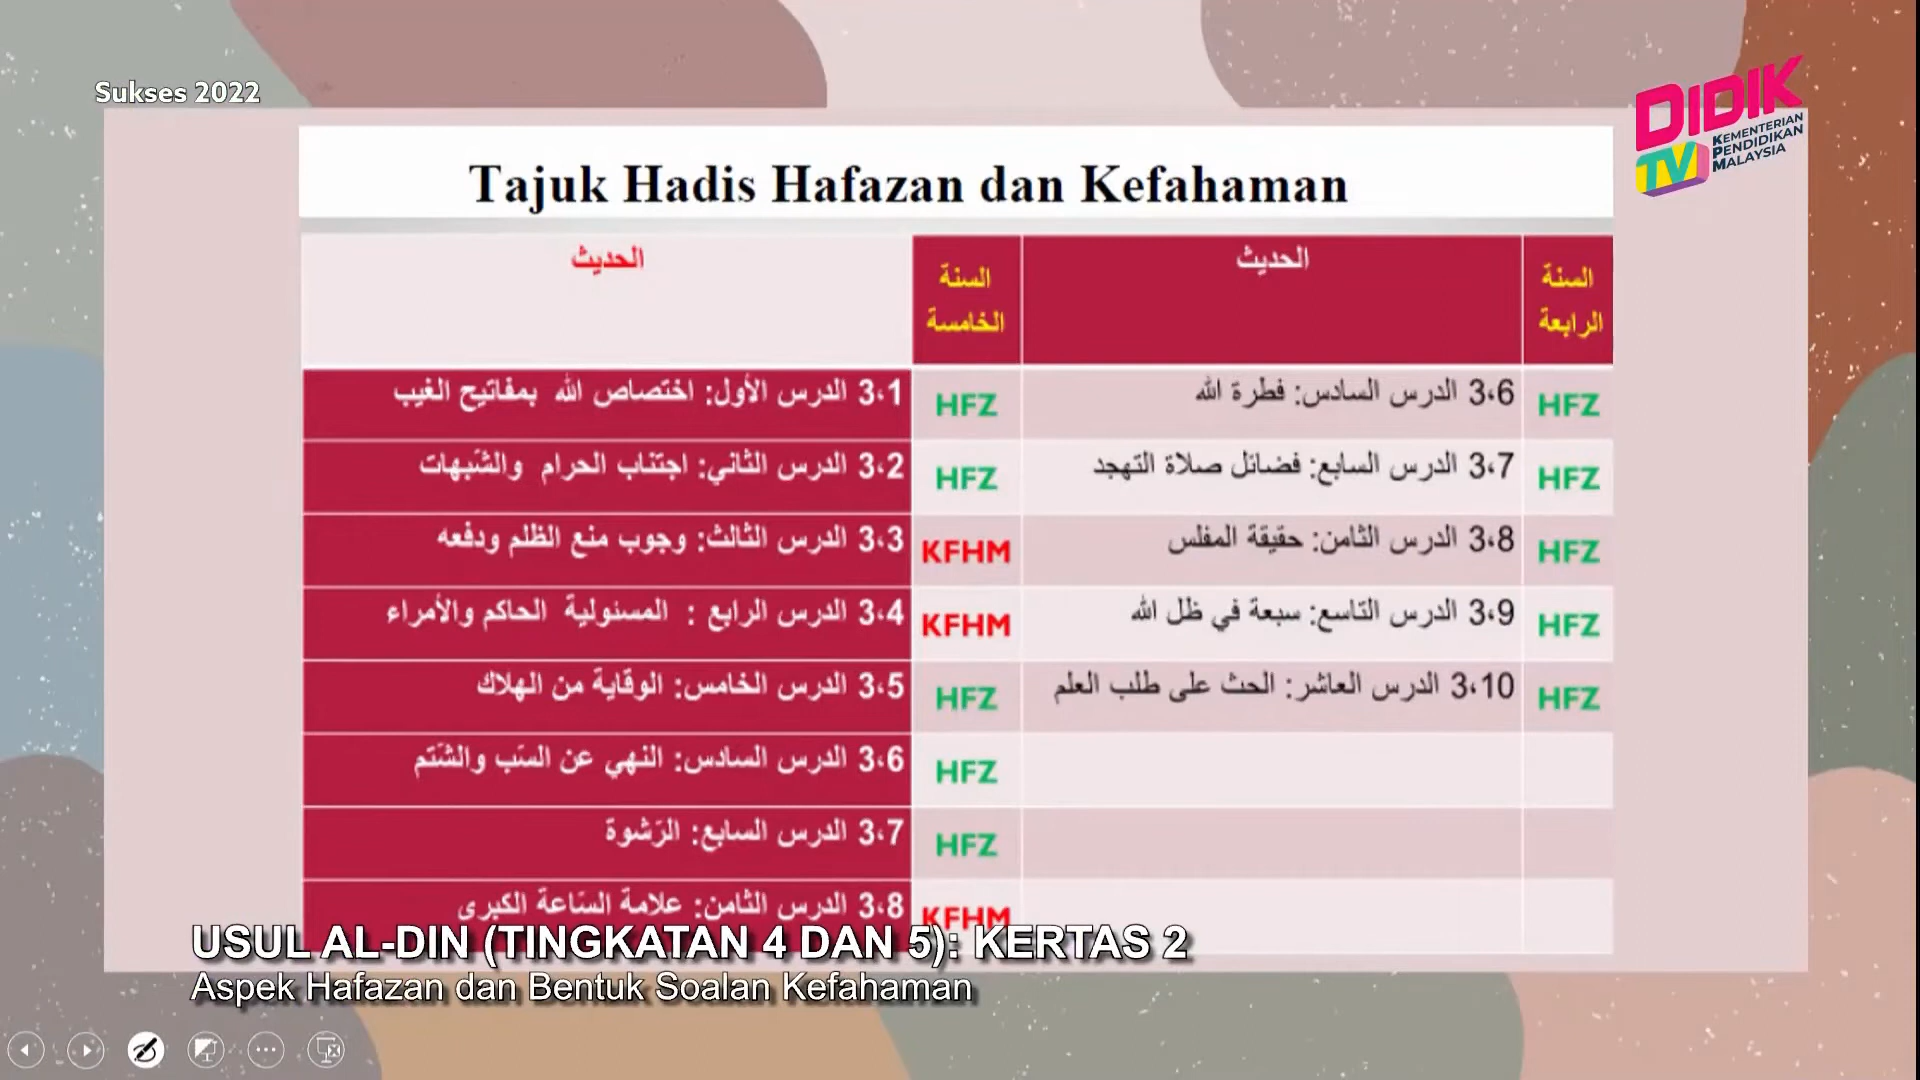 Sukses 2022
DIDIK
TV
KEMENTERIAN
PENDIDIKAN
MALAYSIA
Tajuk Hadis Hafazan dan Kefahaman
السنة
الرابعة
الحديث
السنة
الخامسة
الحديث
HFZ
3،6 الدرس السادس: فطرة الله
HFZ
3،1 الدرس الأول: اختصاص الله بمفاتيح الغيب
HFZ
3،7 الدرس السابع: فضائل صلاة التهجد
HFZ
3،2 الدرس الثاني: اجتناب الحرام والشّبهات
HFZ
3،8 الدرس الثامن: حقيقة المفلس
KFHM
3،3 الدرس الثالث: وجوب منع الظلم ودفعه
HFZ
3،9 الدرس التاسع: سبعة في ظل الله
KFHM
3،4 الدرس الرابع : المسئولية الحاكم والأمراء
HFZ
3،10 الدرس العاشر: الحث على طلب العلم
HFZ
3،5 الدرس الخامس: الوقاية من الهلاك
HFZ
3،6 الدرس السادس: النهي عن السّب والشّتم
HFZ
3،7 الدرس السابع: الرّشوة
KFHM
3،8 الدرس الثامن: علامة السّاعة الكبرى
USUL AL-DIN (TINGKATAN 4 DAN 5): KERTAS 2
Aspek Hafazan dan Bentuk Soalan Kefahaman